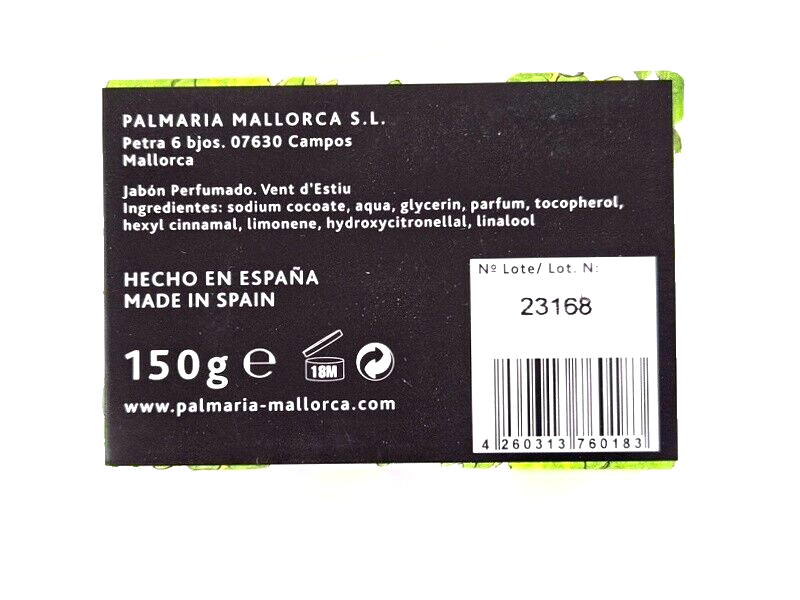 PALMARIA MALLORCA S.L.
Petra 6 bjos. 07630 Campos
Mallorca
Jabón Perfumado. Vent d'Estiu
Ingredientes: sodium cocoate, aqua, glycerin, parfum, tocopherol,
hexyl cinnamal, limonene, hydroxycitronellal, linalool
HECHO EN ESPAÑA
MADE IN SPAIN
150g ℮
18M
www.palmaria-mallorca.com
Nº Lote/ Lot. N:
23168
4 260313 760183